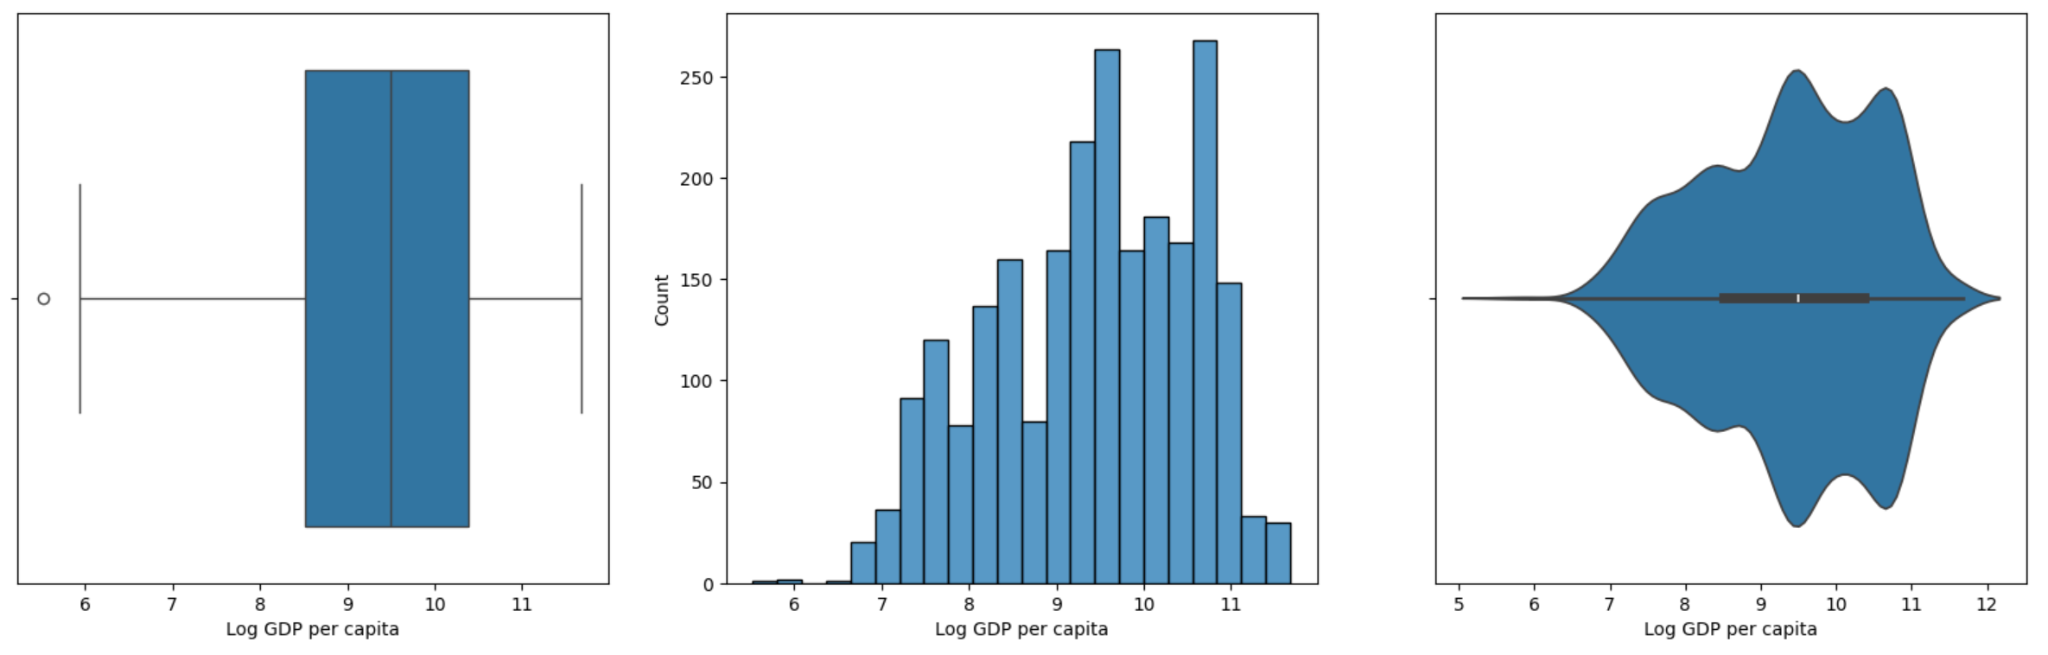 6 7 8 9 10 11
Log GDP per capita
250
200
150
100
50
0
Count
6 7 8 9 10 11
Log GDP per capita
5 6 7 8 9 10 11 12
Log GDP per capita